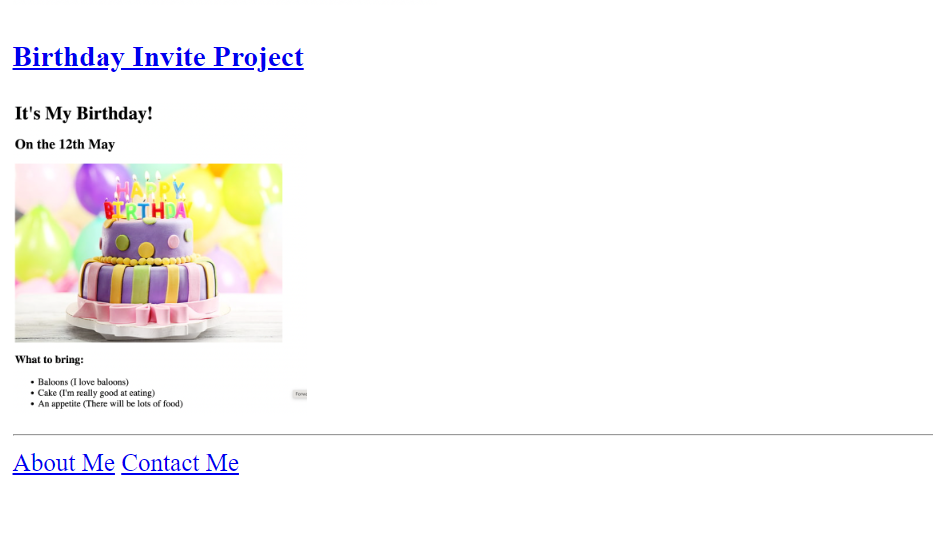 Birthday Invite Project
It's My Birthday!
On the 12th May
HAPPY
BIRTHDAY
What to bring:
Baloons (I love baloons)
Cake (I'm really good at eating)
An appetite (There will be lots of food)
About Me Contact Me